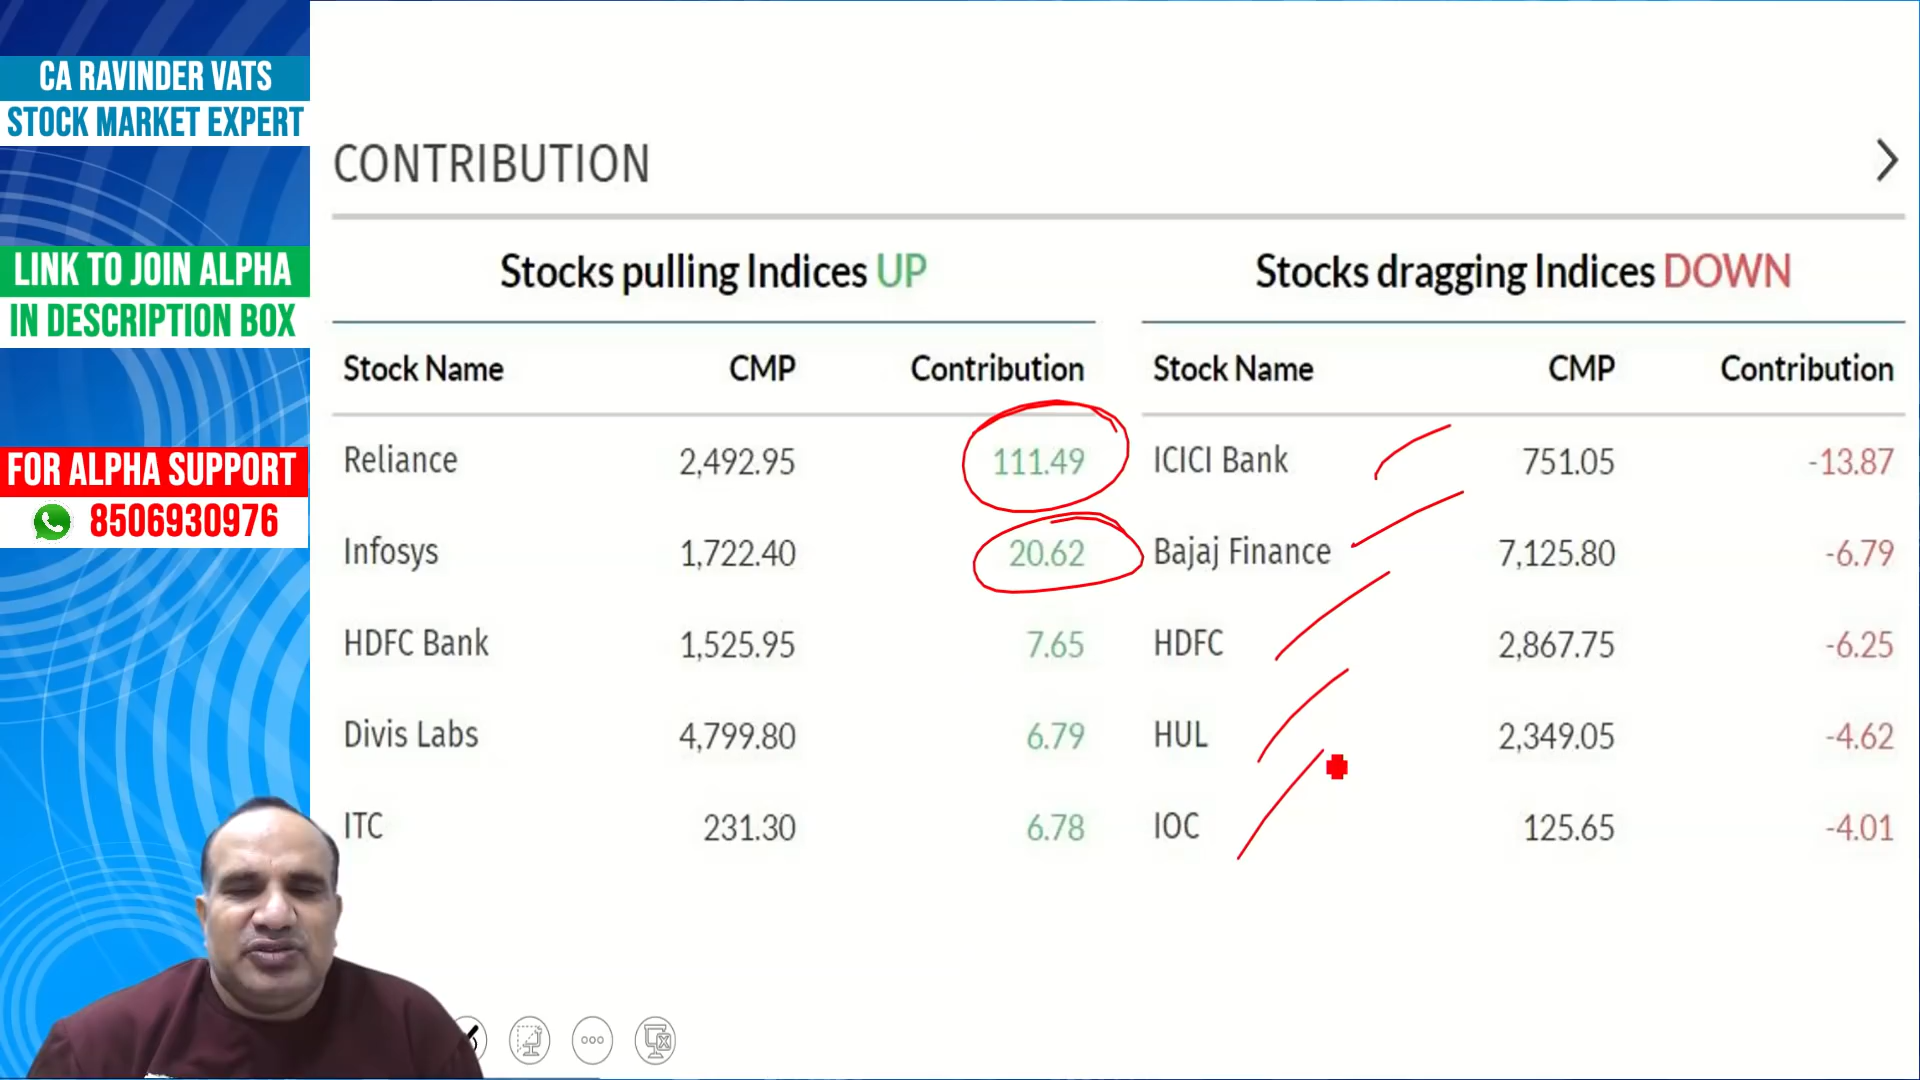 CA RAVINDER VATS
STOCK MARKET EXPERT
LINK TO JOIN ALPHA
IN DESCRIPTION BOX
FOR ALPHA SUPPORT
8506930976
CONTRIBUTION
Stocks pulling Indices UP
Stock Name CMP Contribution
Reliance 2,492.95 111.49
Infosys 1,722.40 20.62
HDFC Bank 1,525.95 7.65
Divis Labs 4,799.80 6.79
ITC 231.30 6.78
Stocks dragging Indices DOWN
Stock Name CMP Contribution
ICICI Bank 751.05 -13.87
Bajaj Finance 7,125.80 -6.79
HDFC 2,867.75 -6.25
HUL 2,349.05 -4.62
IOC 125.65 -4.01